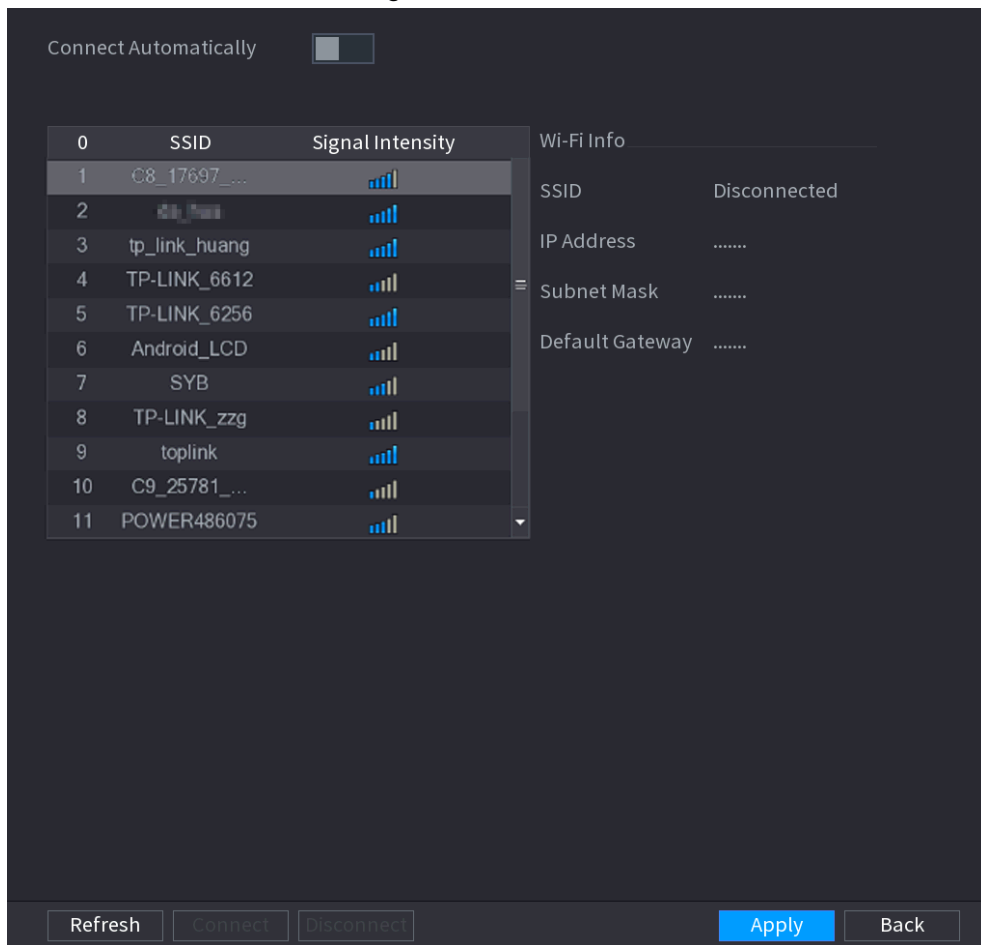 Connect Automatically
0 SSID Signal Intensity
1 C8_17697_...
2
3 tp_link_huang
4 TP-LINK_6612
5 TP-LINK_6256
6 Android_LCD
7 SYB
8 TP-LINK_zzg
9 toplink
10 C9_25781_...
11 POWER486075
Wi-Fi Info
SSID Disconnected
IP Address .......
Subnet Mask .......
Default Gateway .......
Refresh Connect Disconnect Apply Back